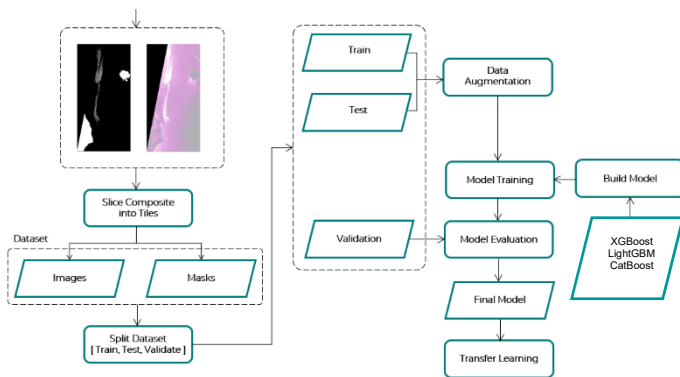 Slice Composite
into Tiles
Dataset
Images
Masks
Split Dataset
[ Train, Test, Validate ]
Train
Test
Validation
Data
Augmentation
Model Training
Build Model
Model Evaluation
XGBoost
LightGBM
CatBoost
Final Model
Transfer Learning